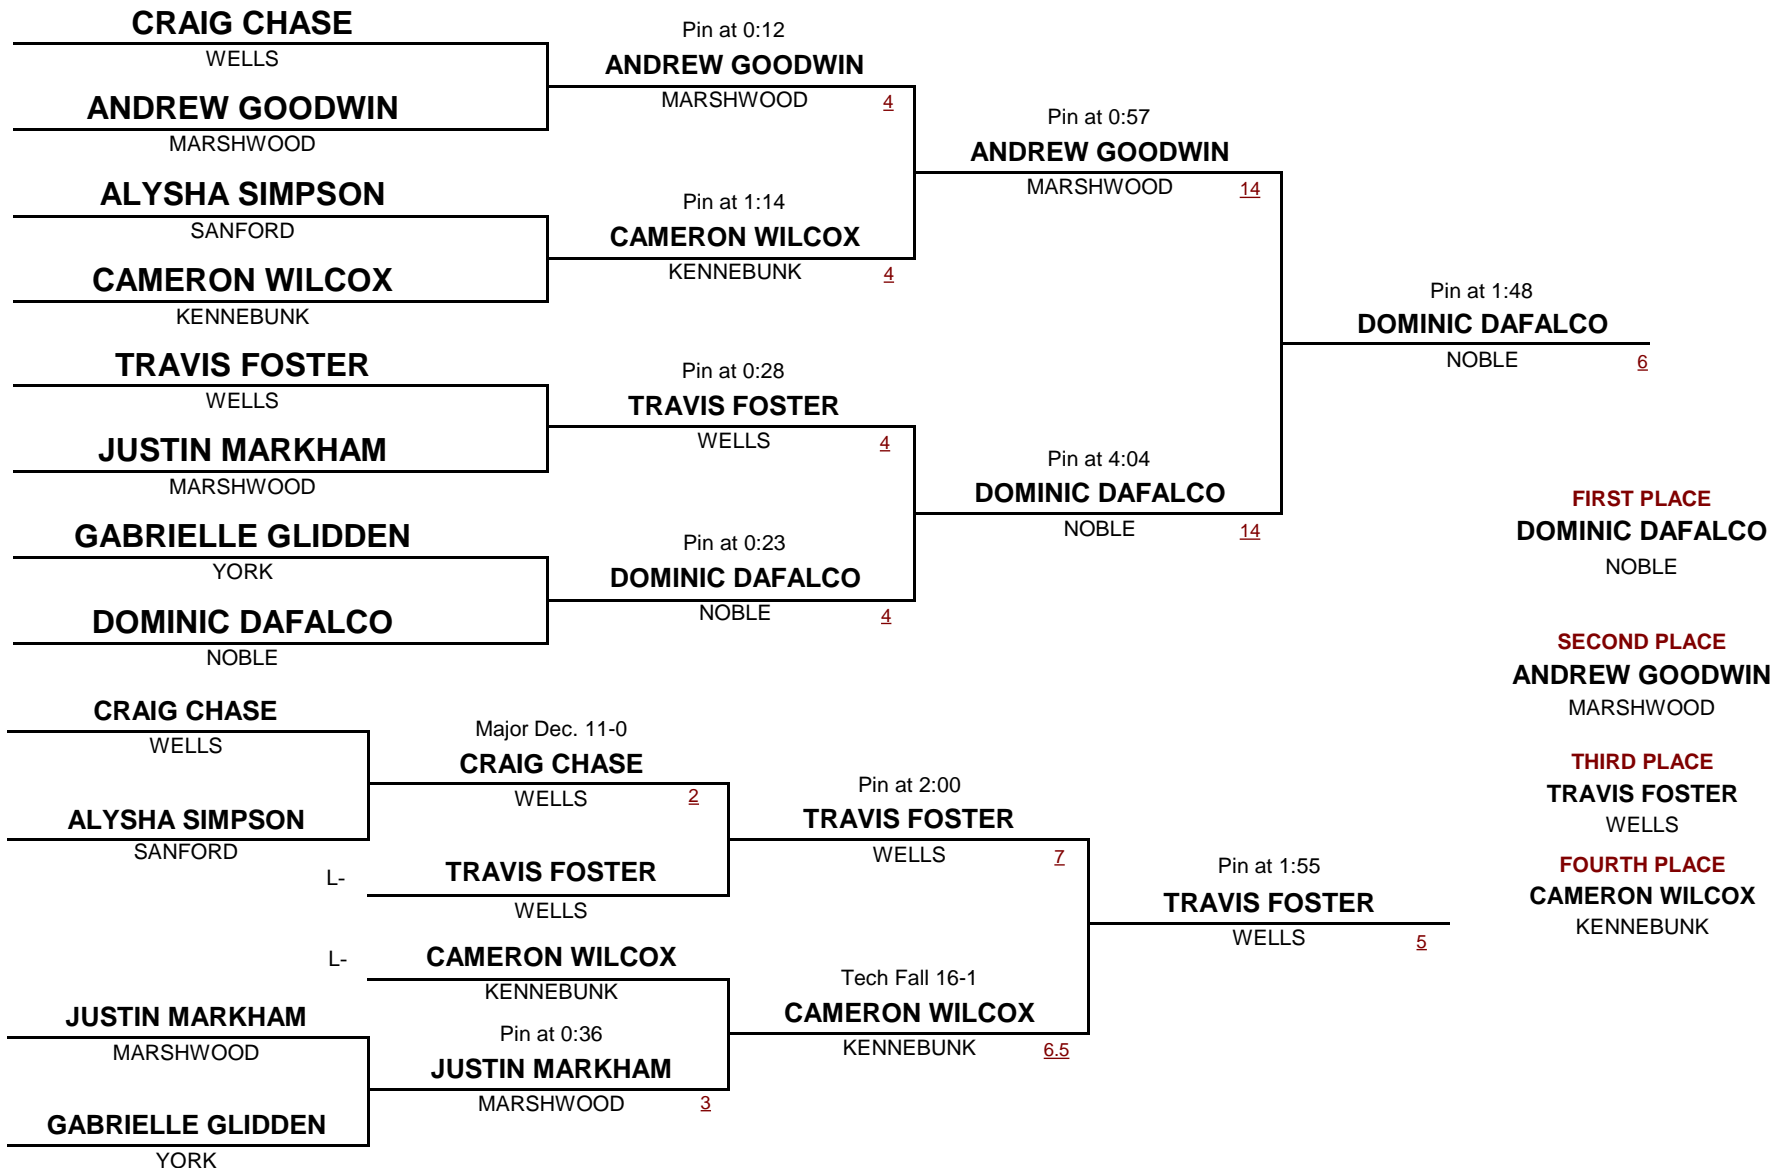 CRAIG CHASE
WELLS
ANDREW GOODWIN
MARSHWOOD
ALYSHA SIMPSON
SANFORD
CAMERON WILCOX
KENNEBUNK
TRAVIS FOSTER
WELLS
JUSTIN MARKHAM
MARSHWOOD
GABRIELLE GLIDDEN
YORK
DOMINIC DAFALCO
NOBLE
Pin at 0:12
ANDREW GOODWIN
MARSHWOOD 4
Pin at 1:14
CAMERON WILCOX
KENNEBUNK 4
Pin at 0:28
TRAVIS FOSTER
WELLS 4
Pin at 0:23
DOMINIC DAFALCO
NOBLE 4
Pin at 0:57
ANDREW GOODWIN
MARSHWOOD 14
Pin at 4:04
DOMINIC DAFALCO
NOBLE 14
Pin at 1:48
DOMINIC DAFALCO
NOBLE 6
FIRST PLACE
DOMINIC DAFALCO
NOBLE
SECOND PLACE
ANDREW GOODWIN
MARSHWOOD
THIRD PLACE
TRAVIS FOSTER
WELLS
FOURTH PLACE
CAMERON WILCOX
KENNEBUNK
CRAIG CHASE
WELLS
ALYSHA SIMPSON
SANFORD
JUSTIN MARKHAM
MARSHWOOD
GABRIELLE GLIDDEN
YORK
Major Dec. 11-0
CRAIG CHASE
WELLS 2
L- TRAVIS FOSTER
WELLS
L- CAMERON WILCOX
KENNEBUNK
Pin at 0:36
JUSTIN MARKHAM
MARSHWOOD 3
Pin at 2:00
TRAVIS FOSTER
WELLS 7
Tech Fall 16-1
CAMERON WILCOX
KENNEBUNK 6.5
Pin at 1:55
TRAVIS FOSTER
WELLS 5